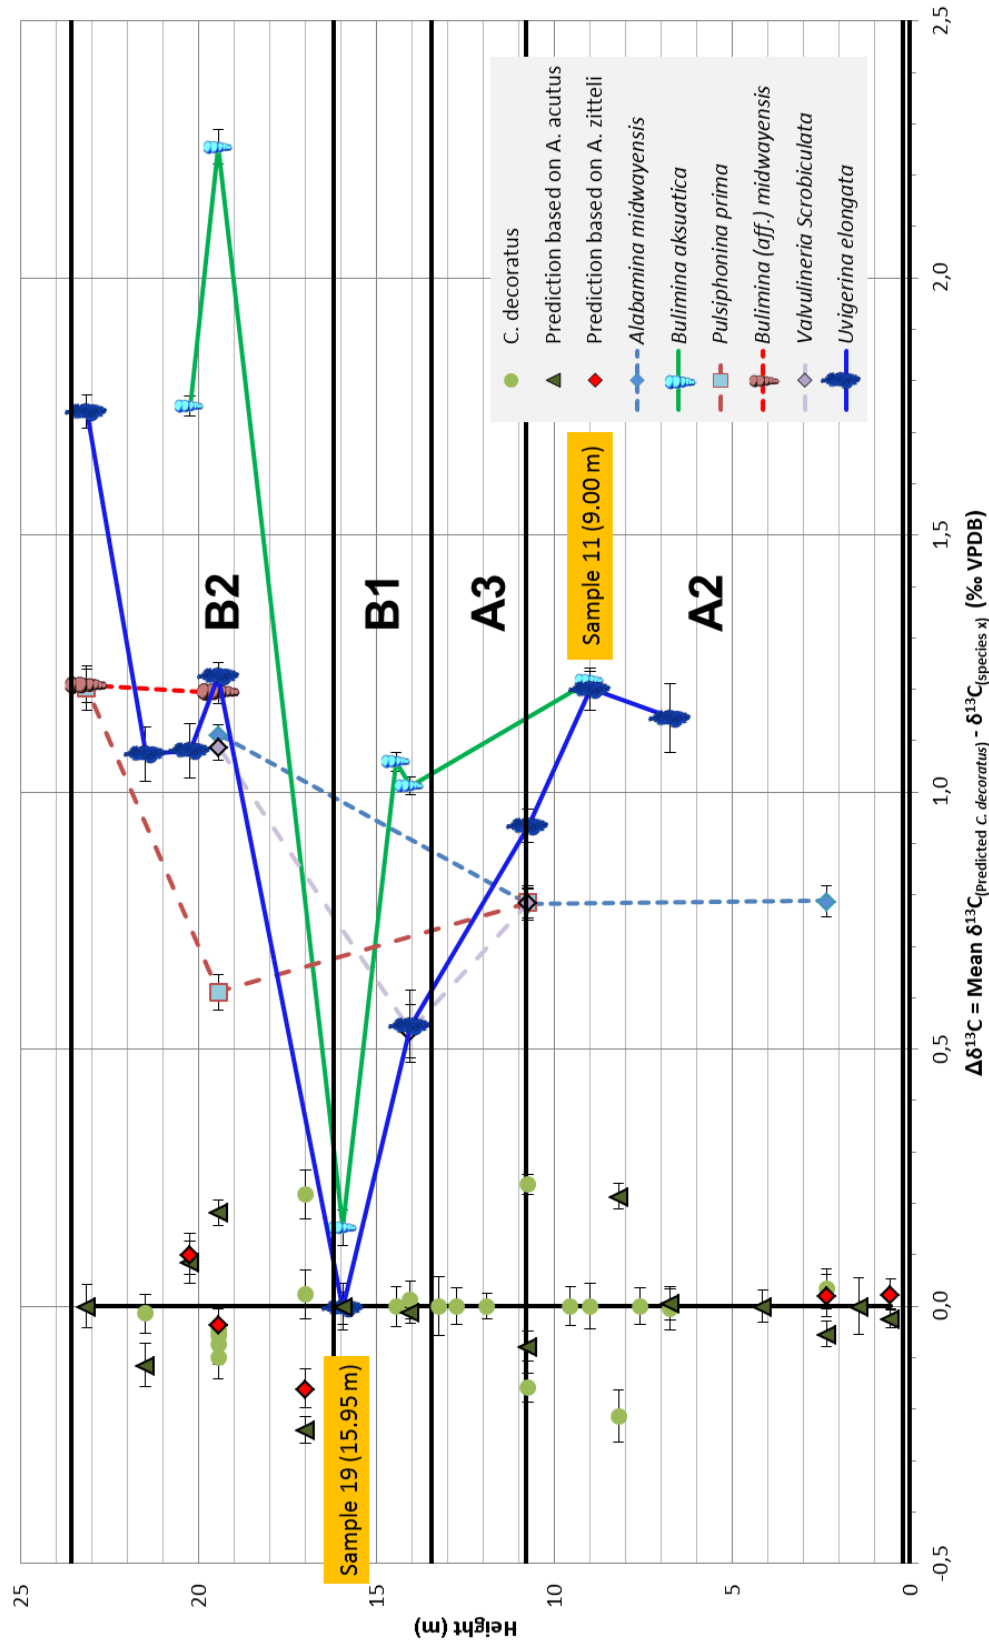 25
20
15
10
5
0
Height (m)
-0,5
0,0
0,5
1,0
1,5
2,0
2,5
Δδ¹³C = Mean δ¹³C(Predicted C. decoratus) - δ¹³C(species x) (‰ VPDB)
B2
B1
A3
A2
Sample 19 (15.95 m)
Sample 11 (9.00 m)
C. decoratus
Prediction based on A. acutus
Prediction based on A. zitteli
Alabamina midwayensis
Bulimina aksuatica
Pulsiphonina prima
Bulimina (aff.) midwayensis
Valvulineria Scrobiculata
Uvigerina elongata